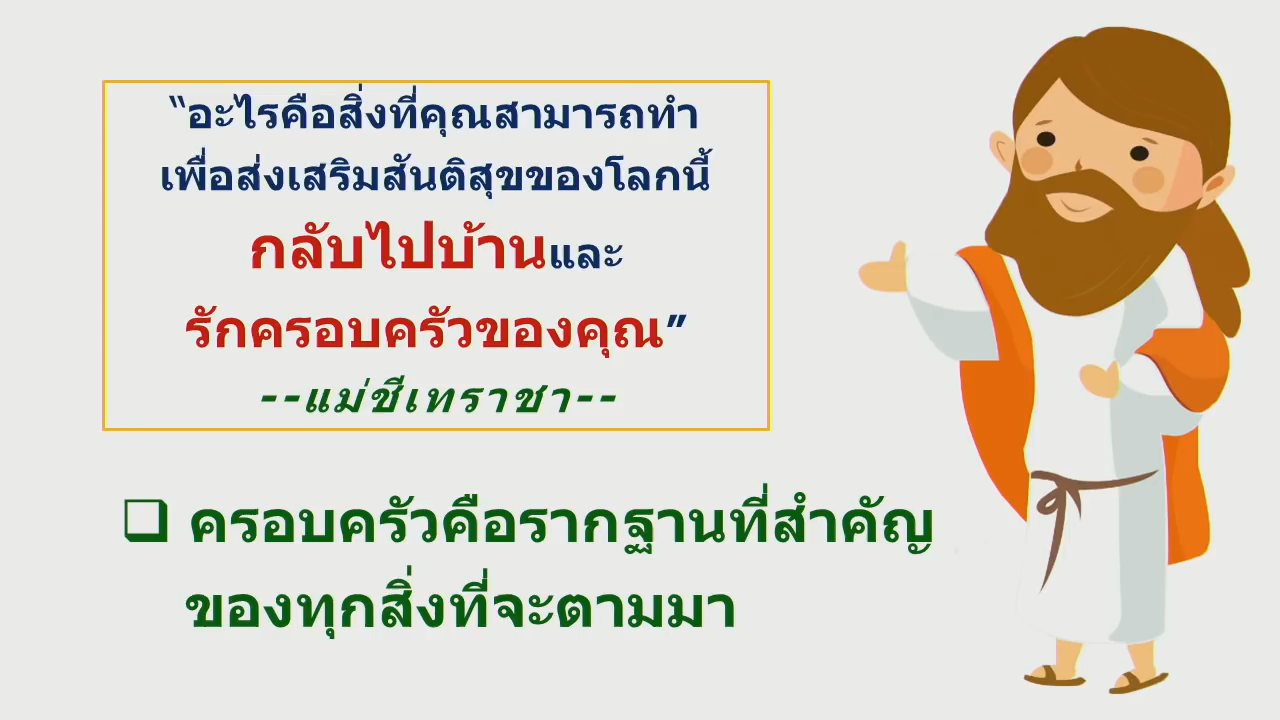 “อะไรคือสิ่งที่คุณสามารถทำ
เพื่อส่งเสริมสันติสุขของโลกนี้
กลับไปบ้านและ
รักครอบครัวของคุณ”
--แม่ชีเทราชา--
❑ ครอบครัวคือรากฐานที่สำคัญ
ของทุกสิ่งที่จะตามมา